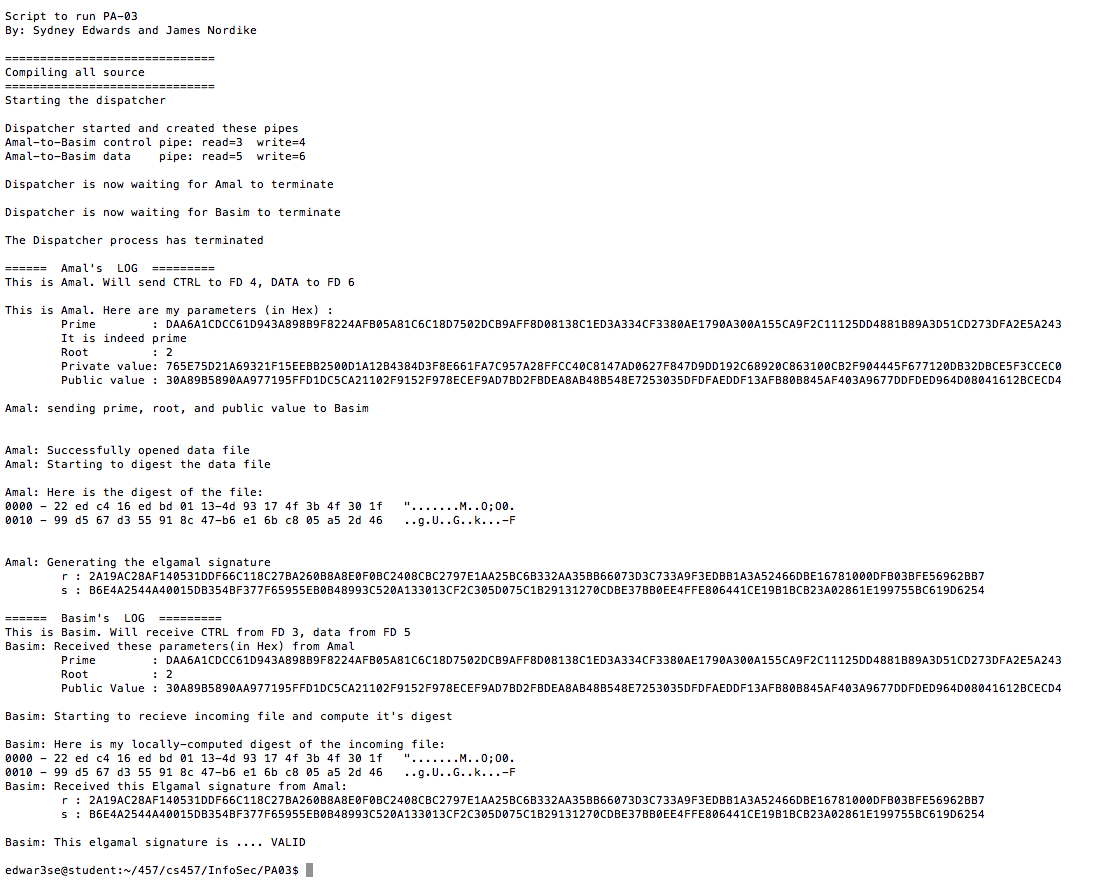 Script to run PA-03
By: Sydney Edwards and James Nordike
==============================
Compiling all source
==============================
Starting the dispatcher
Dispatcher started and created these pipes
Amal-to-Basim control pipe: read=3  write=4
Amal-to-Basim data    pipe: read=5  write=6
Dispatcher is now waiting for Amal to terminate
Dispatcher is now waiting for Basim to terminate
The Dispatcher process has terminated
======  Amal's  LOG  =========
This is Amal. Will send CTRL to FD 4, DATA to FD 6
This is Amal. Here are my parameters (in Hex) :
        Prime        : DAA6A1CDCC61D943A898B9F8224AFB05A81C6C18D7502DCB9AFF8D08138C1ED3A334CF3380AE1790A300A155CA9F2C11125DD4881B89A3D51CD273DFA2E5A243
        It is indeed prime
        Root         : 2
        Private value: 765E75D21A69321F15EEBB2500D1A12B4384D3F8E661FA7C957A28FFCC40C8147AD0627F847D9DD192C68920C863100CB2F904445F677120DB32DBCE5F3CCEC0
        Public value : 30A89B5890AA977195FFD1DC5CA21102F9152F978ECEF9AD7BD2FBDEA8AB48B548E7253035DFDFAEDDF13AFB80B845AF403A9677DDFDED964D08041612BCECD4
Amal: sending prime, root, and public value to Basim
Amal: Successfully opened data file
Amal: Starting to digest the data file
Amal: Here is the digest of the file:
0000 - 22 ed c4 16 ed bd 01 13-4d 93 17 4f 3b 4f 30 1f   ".......M..O;O0.
0010 - 99 d5 67 d3 55 91 8c 47-b6 e1 6b c8 05 a5 2d 46   ..g.U..G..k...-F
Amal: Generating the elgamal signature
        r : 2A19AC28AF140531DDF66C118C27BA260B8A8E0F0BC2408CBC2797E1AA25BC6B332AA35BB66073D3C733A9F3EDBB1A3A52466DBE16781000DFB03BFE56962BB7
        s : B6E4A2544A40015DB354BF377F65955EB0B48993C520A133013CF2C305D075C1B29131270CDBE37BB0EE4FFE806441CE19B1BCB23A02861E199755BC619D6254
======  Basim's  LOG  =========
This is Basim. Will receive CTRL from FD 3, data from FD 5
Basim: Received these parameters(in Hex) from Amal
        Prime        : DAA6A1CDCC61D943A898B9F8224AFB05A81C6C18D7502DCB9AFF8D08138C1ED3A334CF3380AE1790A300A155CA9F2C11125DD4881B89A3D51CD273DFA2E5A243
        Root         : 2
        Public Value : 30A89B5890AA977195FFD1DC5CA21102F9152F978ECEF9AD7BD2FBDEA8AB48B548E7253035DFDFAEDDF13AFB80B845AF403A9677DDFDED964D08041612BCECD4
Basim: Starting to recieve incoming file and compute it's digest
Basim: Here is my locally-computed digest of the incoming file:
0000 - 22 ed c4 16 ed bd 01 13-4d 93 17 4f 3b 4f 30 1f   ".......M..O;O0.
0010 - 99 d5 67 d3 55 91 8c 47-b6 e1 6b c8 05 a5 2d 46   ..g.U..G..k...-F
Basim: Received this Elgamal signature from Amal:
        r : 2A19AC28AF140531DDF66C118C27BA260B8A8E0F0BC2408CBC2797E1AA25BC6B332AA35BB66073D3C733A9F3EDBB1A3A52466DBE16781000DFB03BFE56962BB7
        s : B6E4A2544A40015DB354BF377F65955EB0B48993C520A133013CF2C305D075C1B29131270CDBE37BB0EE4FFE806441CE19B1BCB23A02861E199755BC619D6254
Basim: This elgamal signature is .... VALID
edwar3se@student:~/457/cs457/InfoSec/PA03$